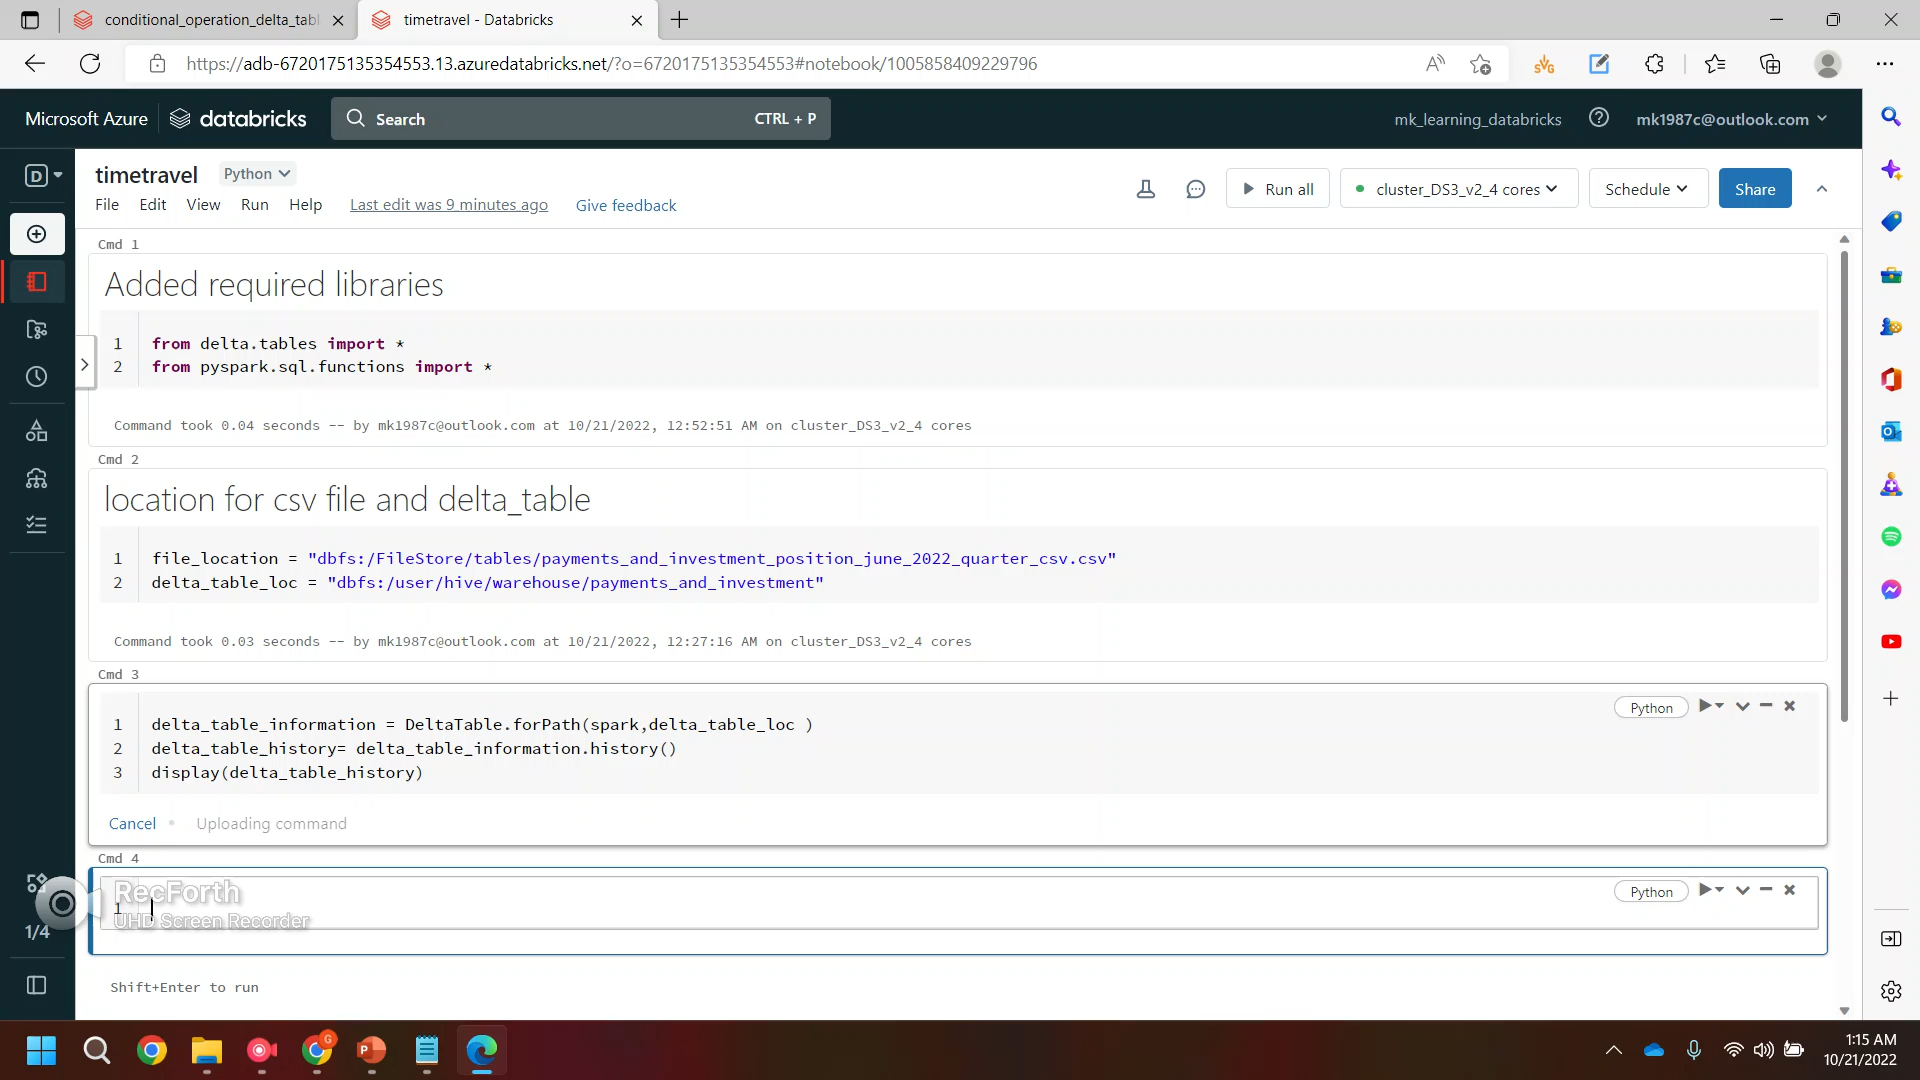 conditional_operation_delta_tabl
timetravel - Databricks
https://adb-6720175135354553.13.azuredatabricks.net/?o=6720175135354553#notebook/1005858409229796
Microsoft Azure databricks Search CTRL + P mk_learning_databricks mk1987c@outlook.com
D
timetravel Python
File Edit View Run Help Last edit was 9 minutes ago Give feedback
Run all cluster_DS3_v2_4 cores Schedule Share
Cmd 1
Added required libraries
1 from delta.tables import *
2 from pyspark.sql.functions import *
Command took 0.04 seconds -- by mk1987c@outlook.com at 10/21/2022, 12:52:51 AM on cluster_DS3_v2_4 cores
Cmd 2
location for csv file and delta_table
1 file_location = "dbfs:/FileStore/tables/payments_and_investment_position_june_2022_quarter_csv.csv"
2 delta_table_loc = "dbfs:/user/hive/warehouse/payments_and_investment"
Command took 0.03 seconds -- by mk1987c@outlook.com at 10/21/2022, 12:27:16 AM on cluster_DS3_v2_4 cores
Cmd 3
Python
1 delta_table_information = DeltaTable.forPath(spark,delta_table_loc )
2 delta_table_history= delta_table_information.history()
3 display(delta_table_history)
Cancel Uploading command
Cmd 4
Python
1
RecForth
UHD Screen Recorder
1/4
Shift+Enter to run
1:15 AM
10/21/2022